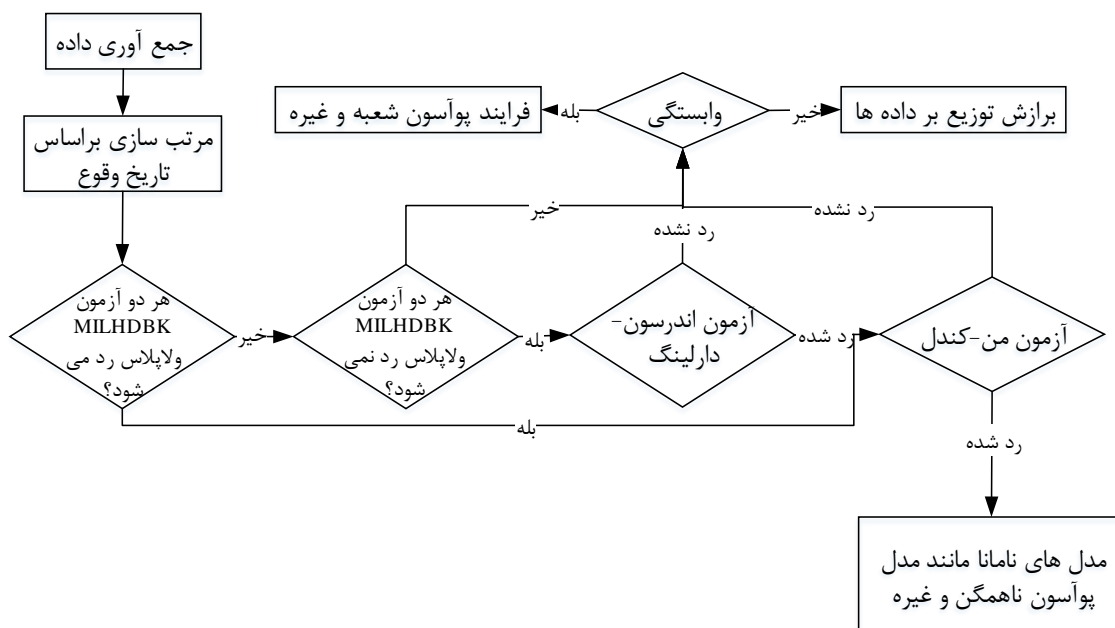 جمع آوری داده
مرتب سازی براساس
تاریخ وقوع
هر دو آزمون
MILHDBK
ولاپلاس رد می
شود؟
خیر
بله
هر دو آزمون
MILHDBK
ولاپلاس رد نمی
شود؟
خیر
بله
آزمون اندرسون-
دارلینگ
رد نشده
رد شده
آزمون من-کندل
رد نشده
رد شده
وابستگی
بله
فرایند پوآسون شعبه و غیره
خیر
برازش توزیع بر داده ها
مدل های نامانا مانند مدل
پوآسون ناهمگن و غیره